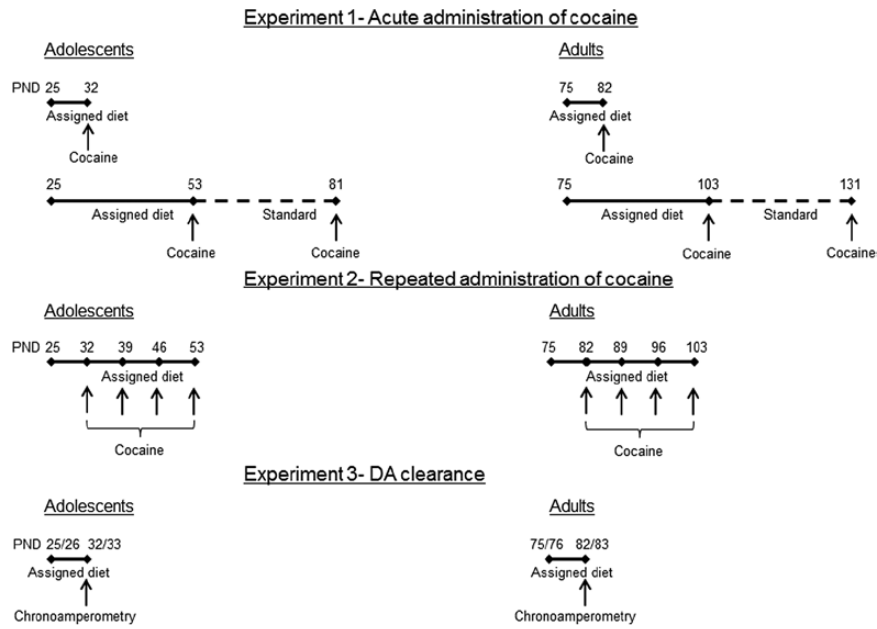 Experiment 1- Acute administration of cocaine
Adolescents Adults
PND 25 32 75 82
Assigned diet Assigned diet
Cocaine Cocaine
25 53 81 75 103 131
Assigned diet Standard Assigned diet Standard
Cocaine Cocaine Cocaine Cocaine
Experiment 2- Repeated administration of cocaine
Adolescents Adults
PND 25 32 39 46 53 75 82 89 96 103
Assigned diet Assigned diet
Cocaine Cocaine
Experiment 3- DA clearance
Adolescents Adults
PND 25/26 32/33 75/76 82/83
Assigned diet Assigned diet
Chronoamperometry Chronoamperometry